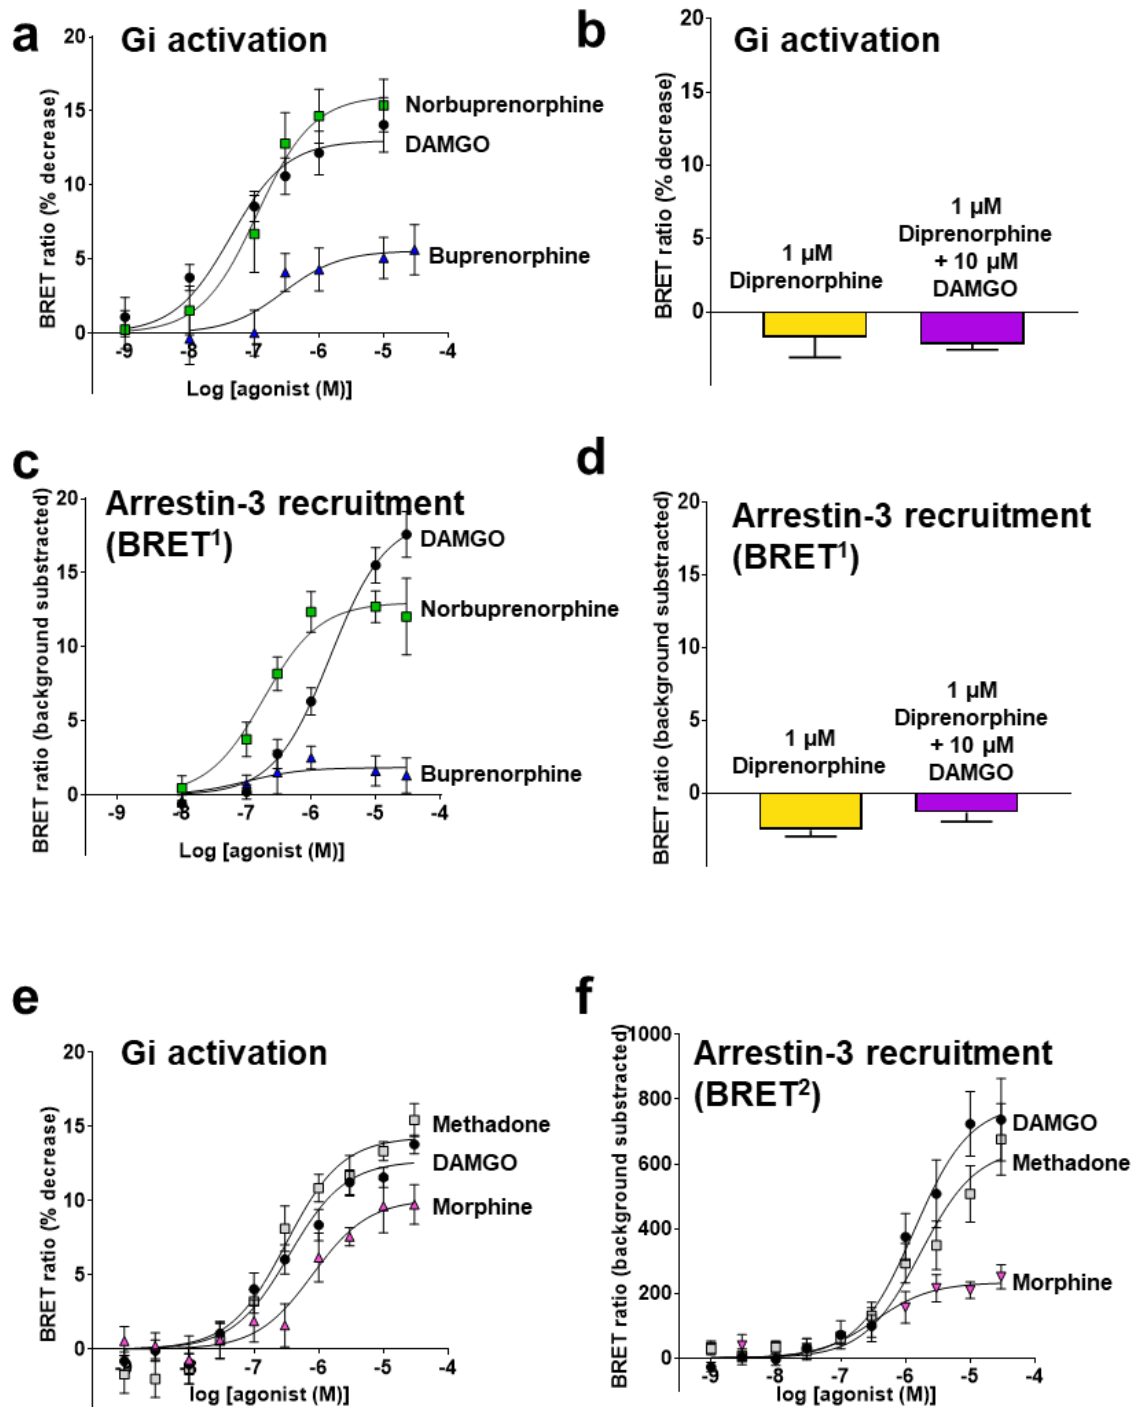 a
Gi activation
BRET ratio (% decrease)
20
15
10
5
0
-9
-8
-7
-6
-5
-4
Norbuprenorphine
DAMGO
Buprenorphine
Log [agonist (M)]
b
Gi activation
BRET ratio (% decrease)
20
15
10
5
0
1 µM
Diprenorphine
1 µM
Diprenorphine
+ 10 µM
DAMGO
c
Arrestin-3 recruitment
(BRET¹)
BRET ratio (background substracted)
20
15
10
5
0
-9
-8
-7
-6
-5
-4
DAMGO
Norbuprenorphine
Buprenorphine
Log [agonist (M)]
d
Arrestin-3 recruitment
(BRET¹)
BRET ratio (background substracted)
20
15
10
5
0
1 µM
Diprenorphine
1 µM
Diprenorphine
+ 10 µM
DAMGO
e
Gi activation
BRET ratio (% decrease)
20
15
10
5
0
-8
-7
-6
-5
-4
Methadone
DAMGO
Morphine
log [agonist (M)]
f
Arrestin-3 recruitment
(BRET²)
BRET ratio (background substracted)
1000
800
600
400
200
0
-9
-8
-7
-6
-5
-4
DAMGO
Methadone
Morphine
log [agonist (M)]